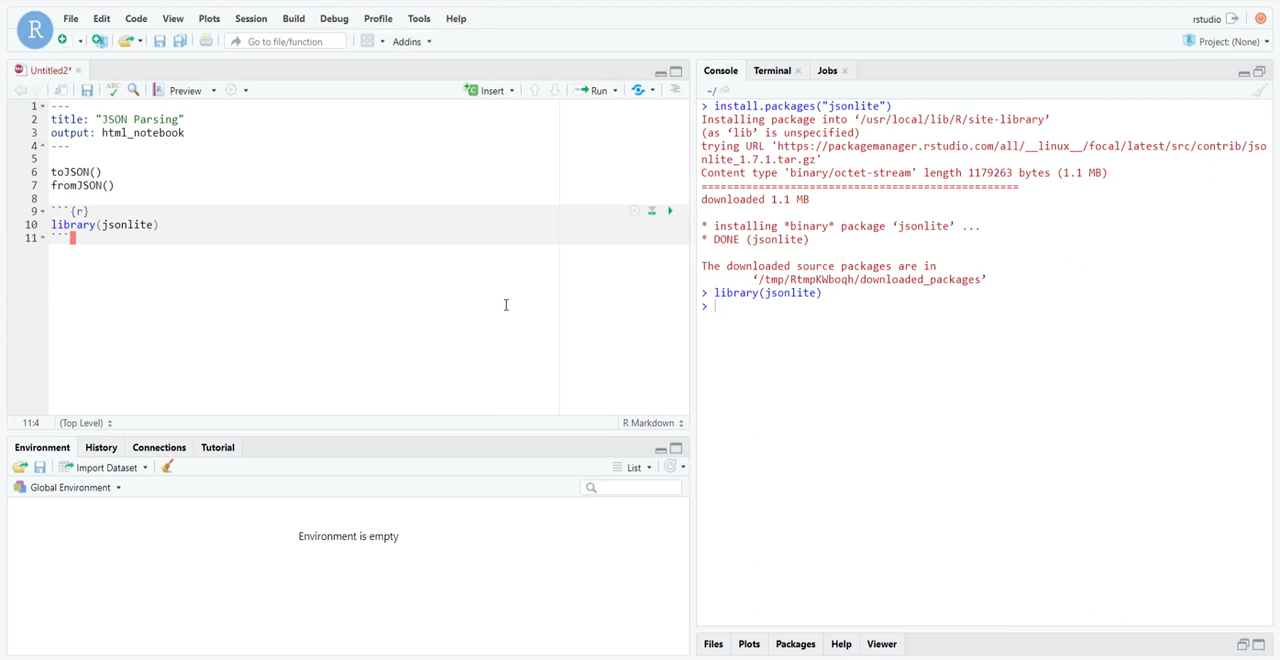 File Edit Code View Plots Session Build Debug Profile Tools Help
rstudio
R
Go to file/function
Addins
Project: (None)
Untitled2*
Insert
Run
Preview
1 ---
2 title: "JSON Parsing"
3 output: html_notebook
4 ---
5
6 toJSON()
7 fromJSON()
8
9 ```{r}
10 library(jsonlite)
11 ```
11:4 (Top Level) R Markdown
Environment History Connections Tutorial
Import Dataset List
Global Environment
Environment is empty
Console Terminal Jobs
~/
> install.packages("jsonlite")
Installing package into ‘/usr/local/lib/R/site-library’
(as ‘lib’ is unspecified)
trying URL 'https://packagemanager.rstudio.com/all/__linux__/focal/latest/src/contrib/jso
nlite_1.7.1.tar.gz'
Content type 'binary/octet-stream' length 1179263 bytes (1.1 MB)
==================================================
downloaded 1.1 MB
* installing *binary* package ‘jsonlite’ ...
* DONE (jsonlite)
The downloaded source packages are in
‘/tmp/RtmpKWboqh/downloaded_packages’
> library(jsonlite)
>
Files Plots Packages Help Viewer